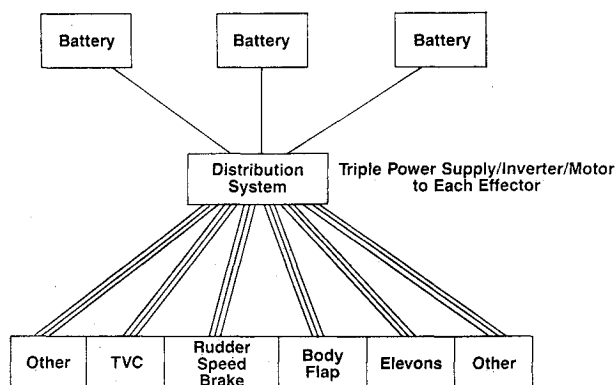 Battery
Battery
Battery
Distribution
System
Triple Power Supply/Inverter/Motor
to Each Effector
Other
TVC
Rudder
Speed
Brake
Body
Flap
Elevons
Other